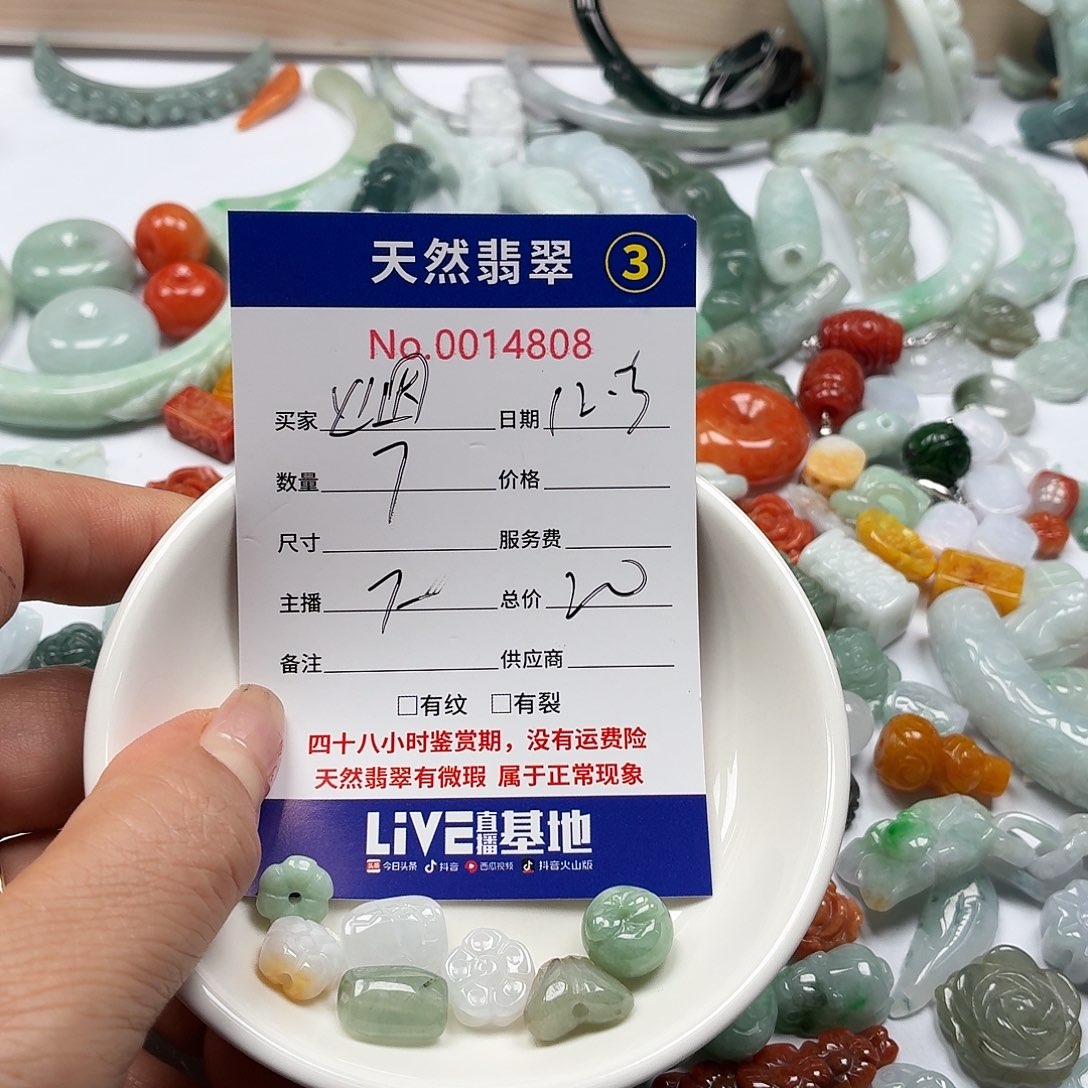 天然翡翠 3
No.0014808
买家 日期 12.3
数量 7 价格
尺寸 服务费
主播 总价 20
备注 供应商
□有纹 □有裂
四十八小时鉴赏期，没有运费险
天然翡翠有微瑕 属于正常现象
LiVE直播基地
头条 今日头条 抖音 西瓜视频 抖音火山版